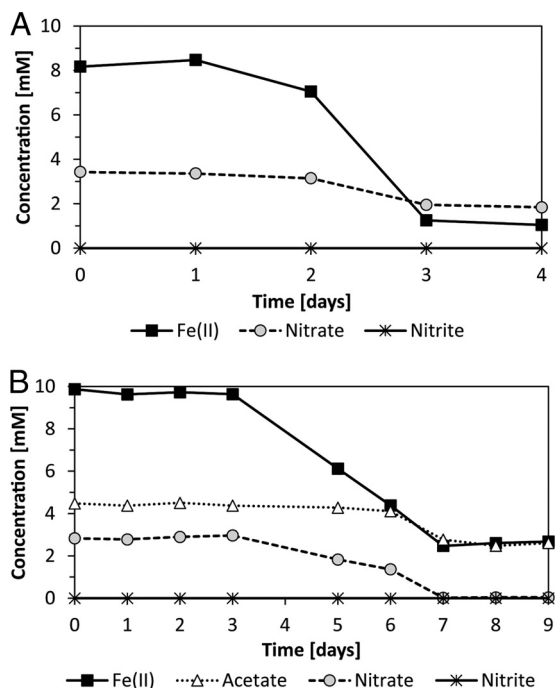 A
Concentration [mM]
10
8
6
4
2
0
0 1 2 3 4
Time [days]
Fe(II) Nitrate Nitrite
B
Concentration [mM]
10
8
6
4
2
0
0 1 2 3 4 5 6 7 8 9
Time [days]
Fe(II) Acetate Nitrate Nitrite